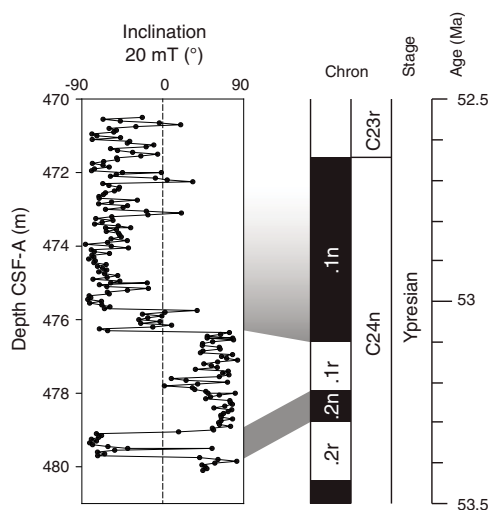 Inclination
20 mT (°)
-90 0 90
Depth CSF-A (m)
470
472
474
476
478
480
Chron
Stage
Age (Ma)
C23r
C24n
.1n
.1r
.2n
.2r
Ypresian
52.5
53
53.5